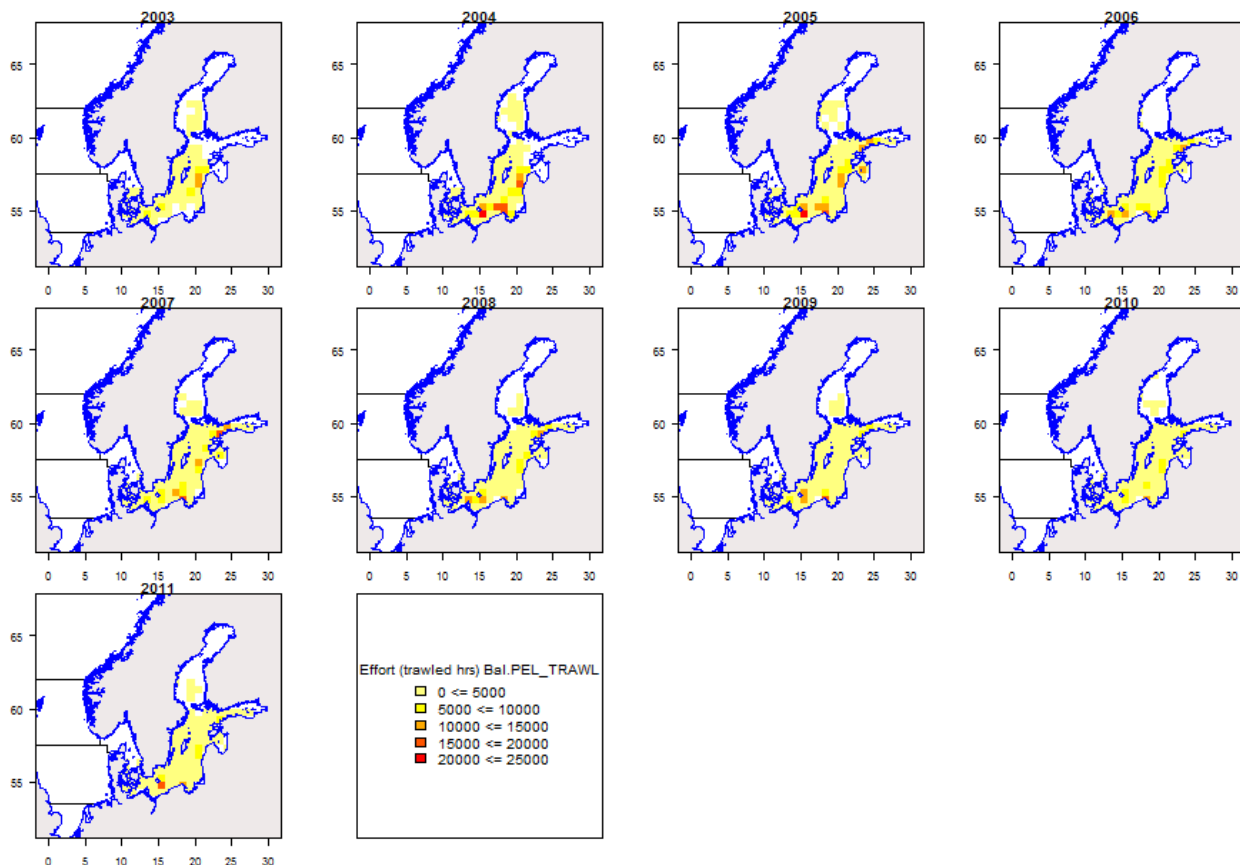 2003 2004 2005 2006
65 65 65 65
60 60 60 60
55 55 55 55
0 5 10 15 20 25 30 0 5 10 15 20 25 30 0 5 10 15 20 25 30 0 5 10 15 20 25 30
2007 2008 2009 2010
65 65 65 65
60 60 60 60
55 55 55 55
0 5 10 15 20 25 30 0 5 10 15 20 25 30 0 5 10 15 20 25 30 0 5 10 15 20 25 30
2011
65
60
55
0 5 10 15 20 25 30
Effort (trawled hrs) Bal.PEL_TRAWL
0 <= 5000
5000 <= 10000
10000 <= 15000
15000 <= 20000
20000 <= 25000